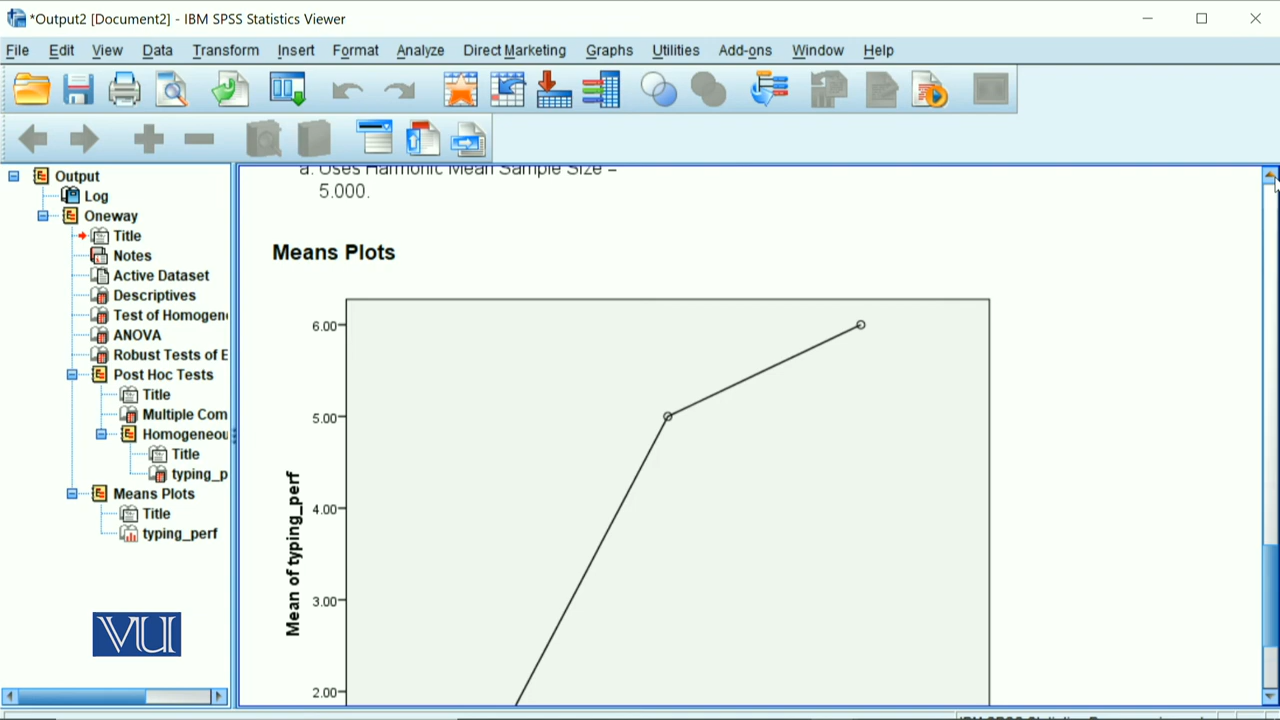 *Output2 [Document2] - IBM SPSS Statistics Viewer
File Edit View Data Transform Insert Format Analyze Direct Marketing Graphs Utilities Add-ons Window Help
Output
Log
Oneway
Title
Notes
Active Dataset
Descriptives
Test of Homogen
ANOVA
Robust Tests of E
Post Hoc Tests
Title
Multiple Com
Homogeneou
Title
typing_p
Means Plots
Title
typing_perf
VU
a. Uses Harmonic Mean Sample Size =
5.000.
Means Plots
6.00
5.00
4.00
3.00
2.00
Mean of typing_perf